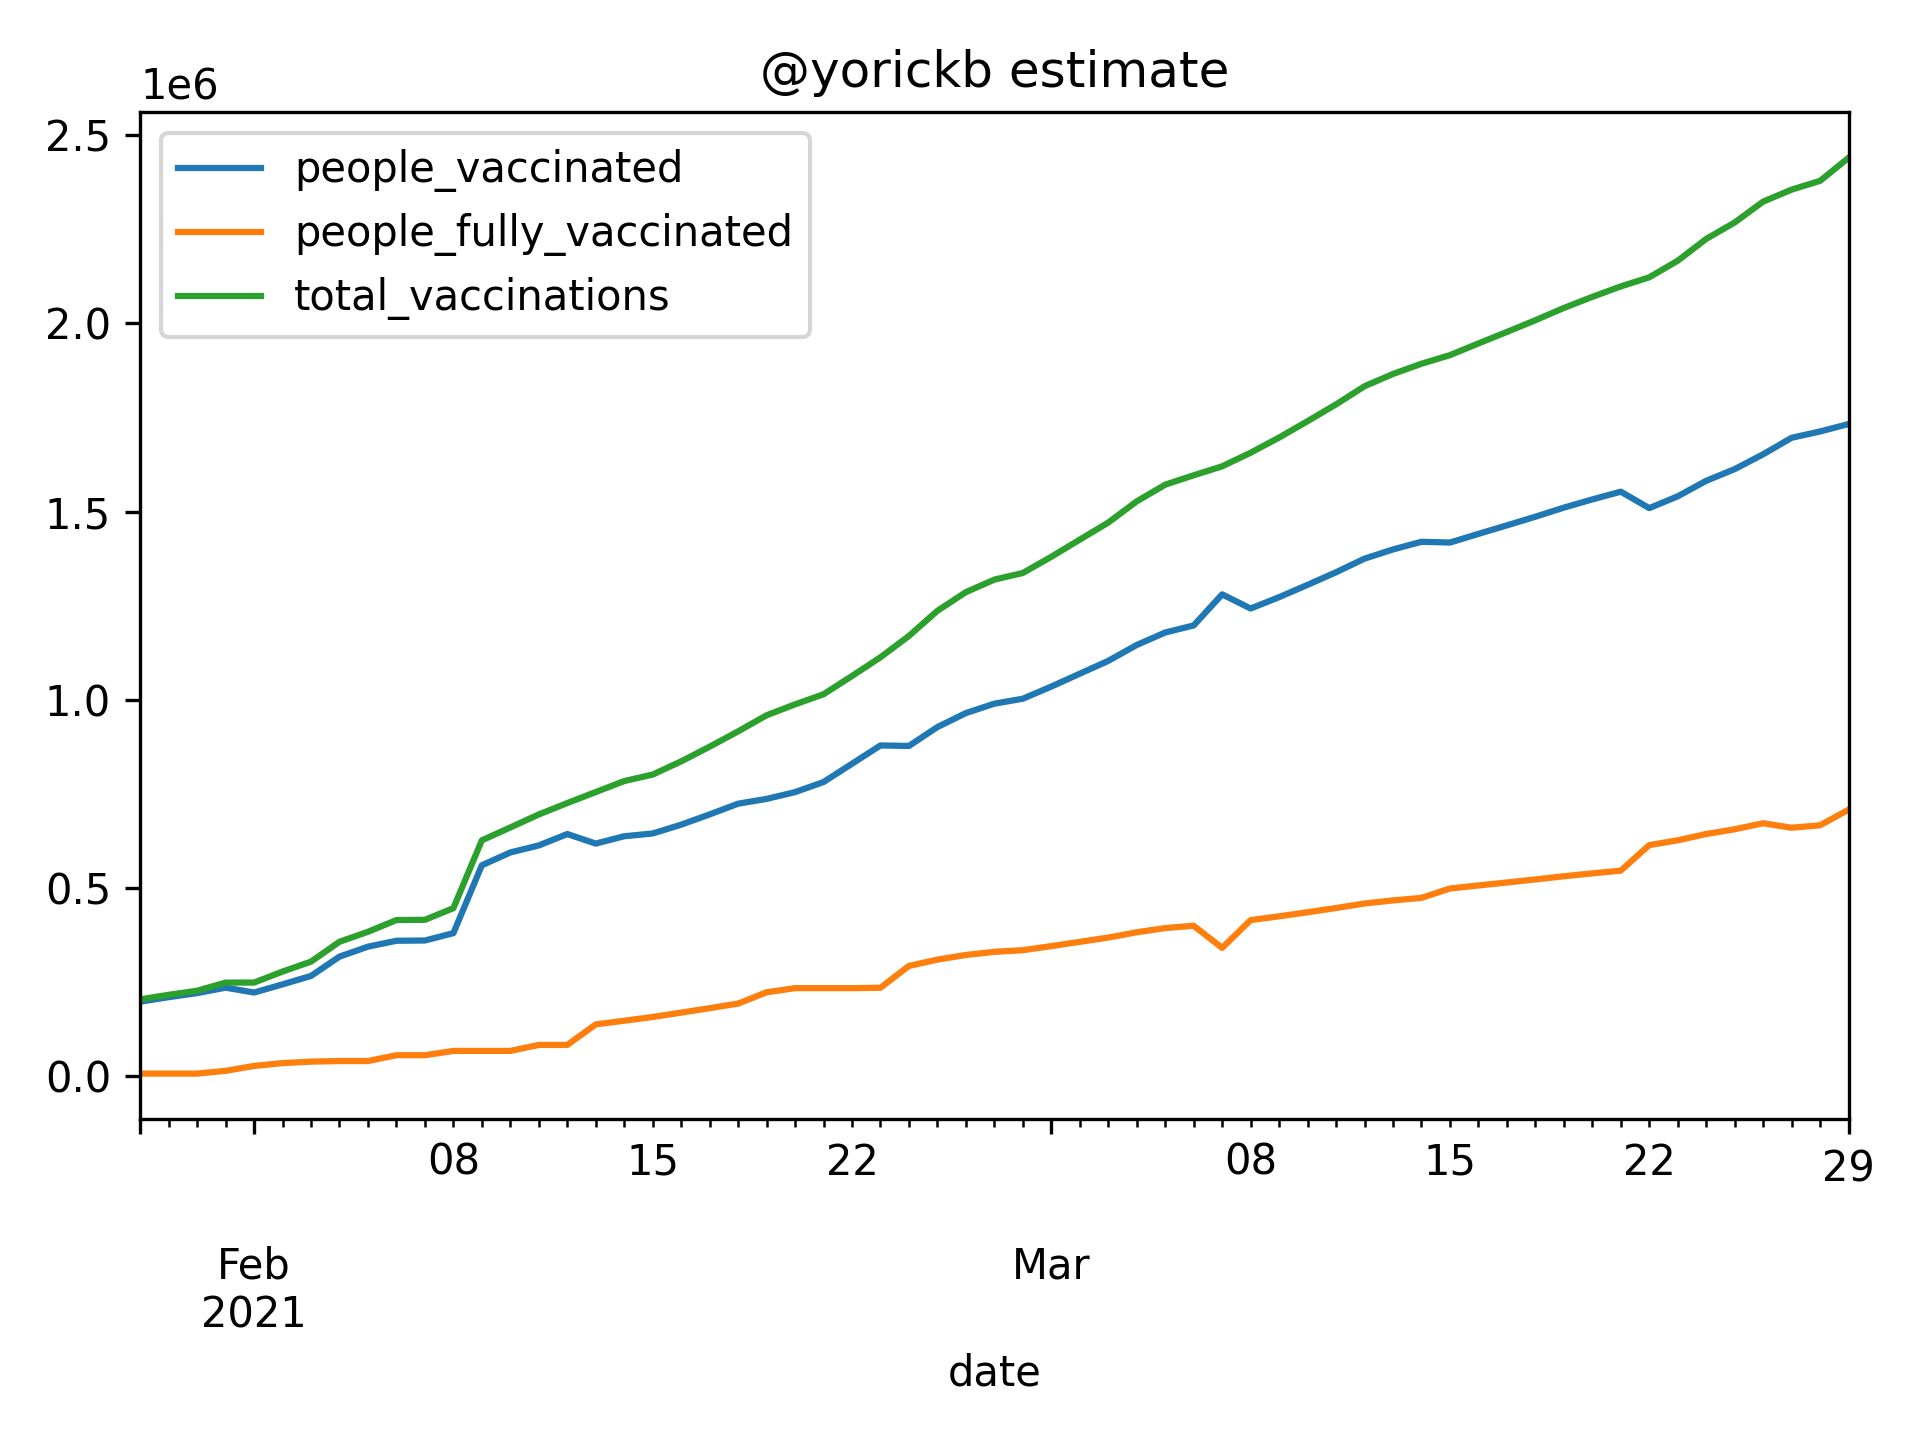 @yorickb estimate
1e6
2.5
2.0
1.5
1.0
0.5
0.0
people_vaccinated
people_fully_vaccinated
total_vaccinations
08 15 22 08 15 22 29
Feb Mar
2021
date